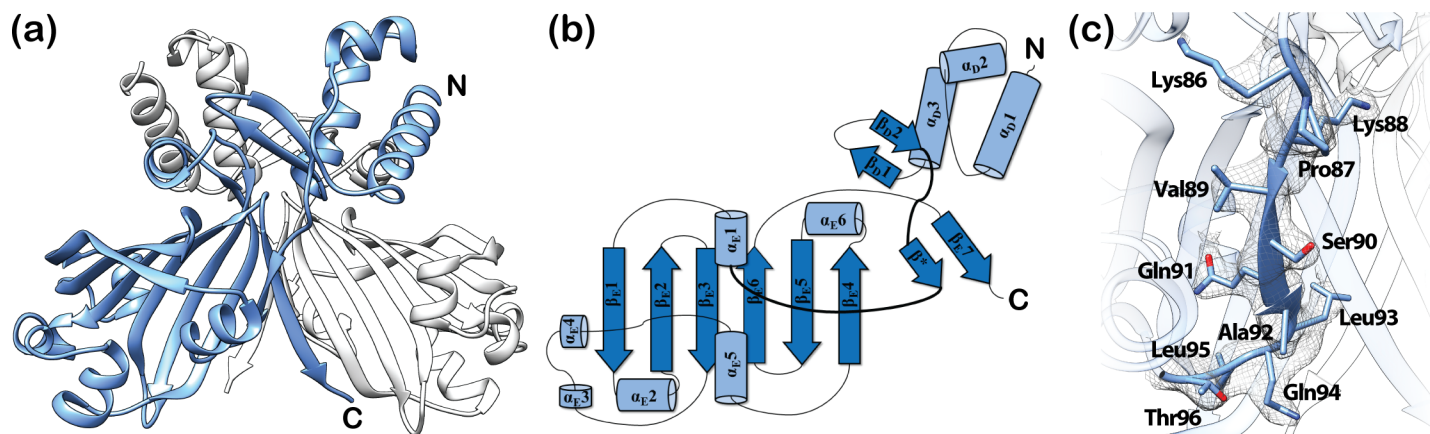 (a)
N
C
(b)
N
αD1
αD2
αD3
βD2
βD1
αE1
αE6
βE7
β*
C
βE1
βE2
βE3
βE6
βE5
βE4
αE4
αE3
αE2
αE5
(c)
Lys86
Lys88
Pro87
Val89
Ser90
Gln91
Ala92
Leu93
Leu95
Gln94
Thr96